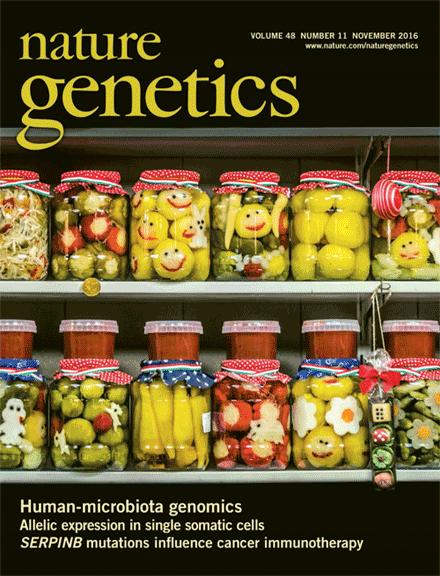 nature
genetics
VOLUME 48 NUMBER 11 NOVEMBER 2016
www.nature.com/naturegenetics
Human-microbiota genomics
Allelic expression in single somatic cells
SERPINB mutations influence cancer immunotherapy